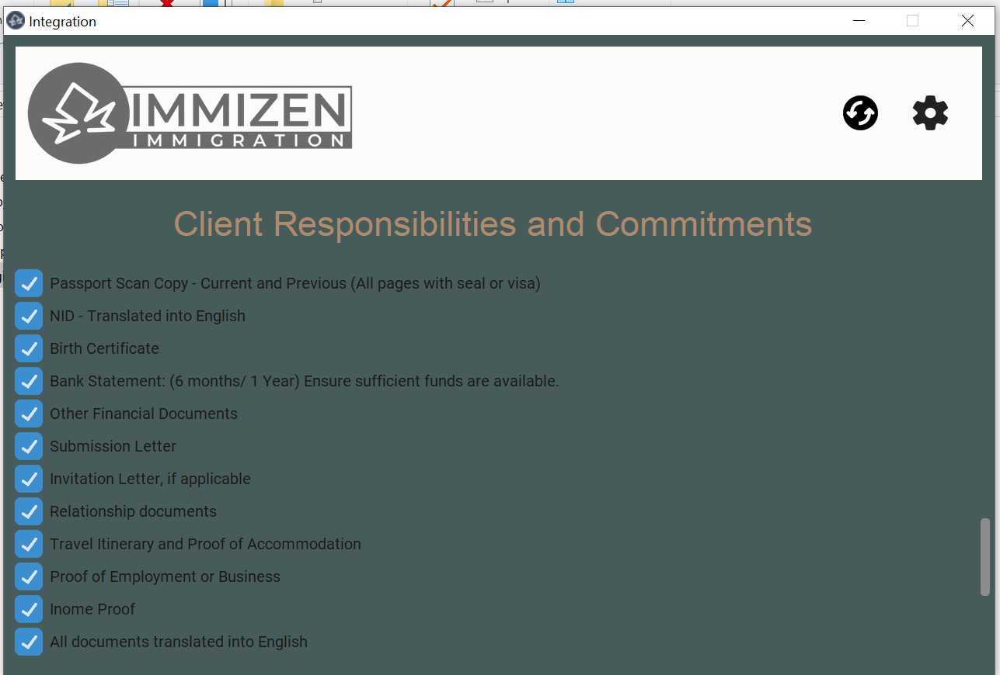 Integration
IMMIZEN
IMMIGRATION
Client Responsibilities and Commitments
Passport Scan Copy - Current and Previous (All pages with seal or visa)
NID - Translated into English
Birth Certificate
Bank Statement: (6 months/ 1 Year) Ensure sufficient funds are available.
Other Financial Documents
Submission Letter
Invitation Letter, if applicable
Relationship documents
Travel Itinerary and Proof of Accommodation
Proof of Employment or Business
Inome Proof
All documents translated into English